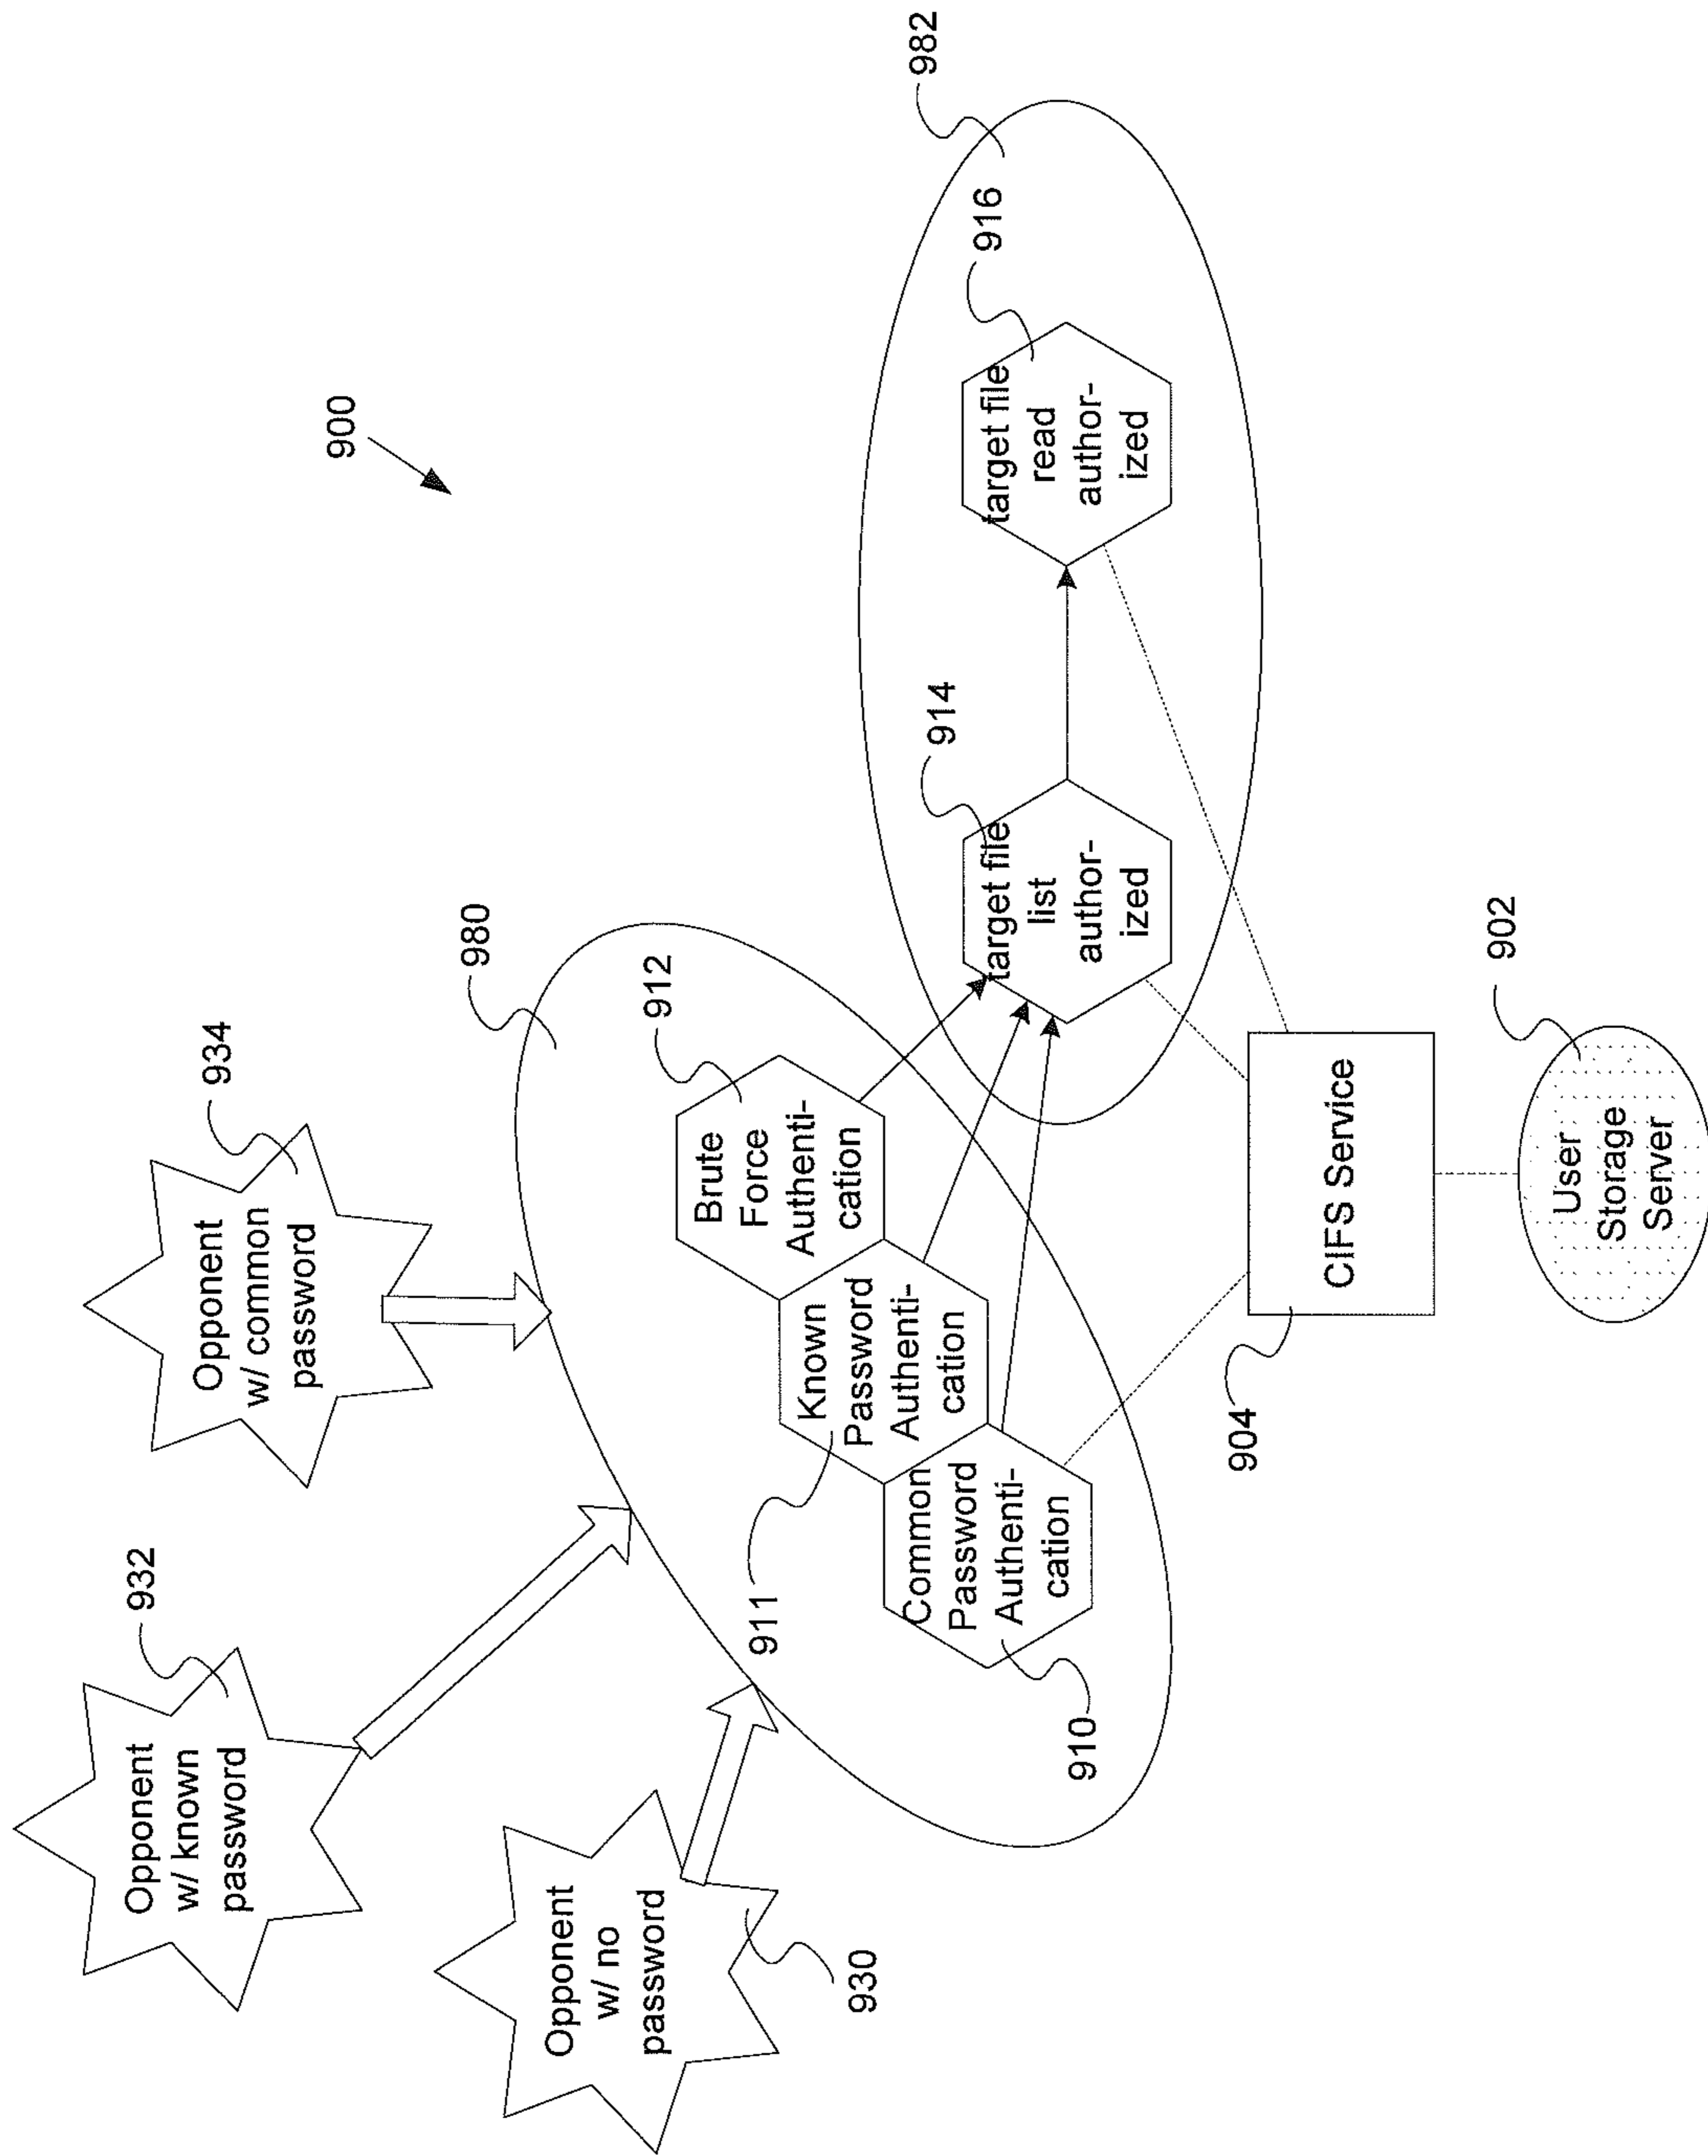 900
Opponent
w/ known
password
932
Opponent
w/ common
password
934
Opponent
w/ no
password
930
980
982
Brute
Force
Authenti-
cation
912
Known
Password
Authenti-
cation
911
Common
Password
Authenti-
cation
910
target file
list
author-
ized
914
target file
read
author-
ized
916
CIFS Service
904
User
Storage
Server
902